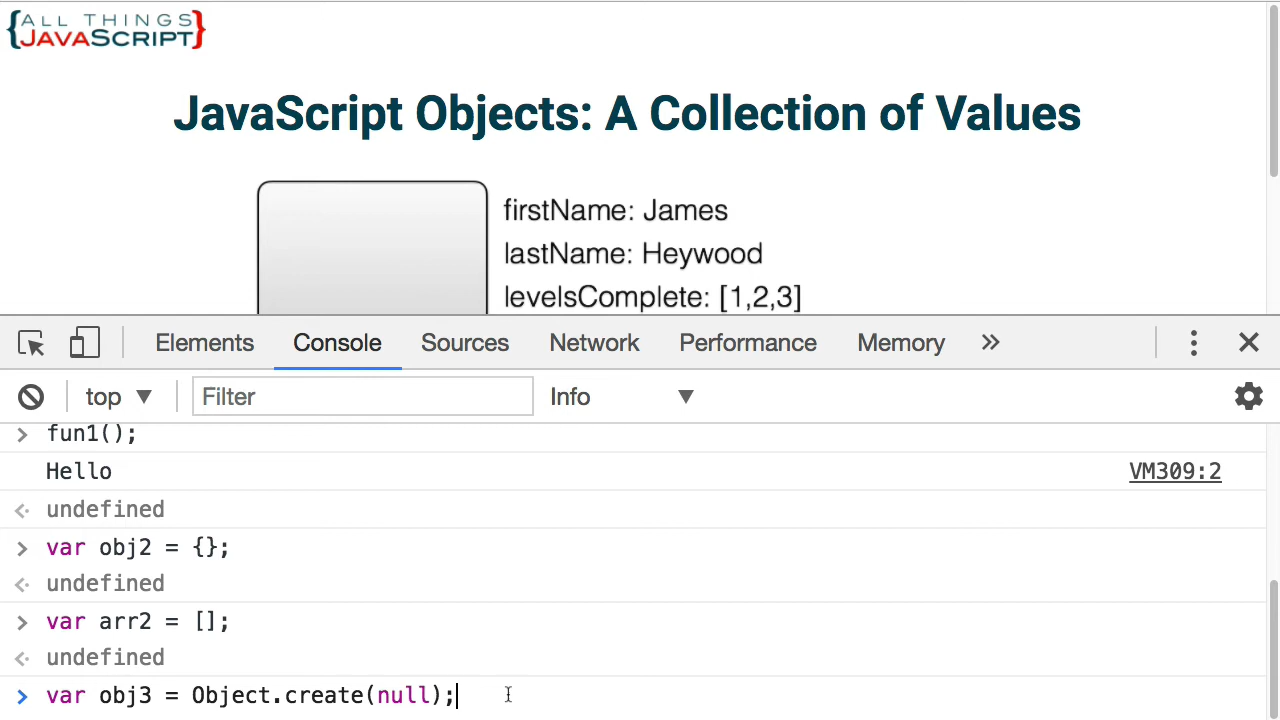 {ALL THINGS
JAVASCRIPT}
JavaScript Objects: A Collection of Values
firstName: James
lastName: Heywood
levelsComplete: [1,2,3]
Elements Console Sources Network Performance Memory »
top ▼ Filter Info ▼
> fun1();
Hello VM309:2
undefined
> var obj2 = {};
undefined
> var arr2 = [];
undefined
> var obj3 = Object.create(null);